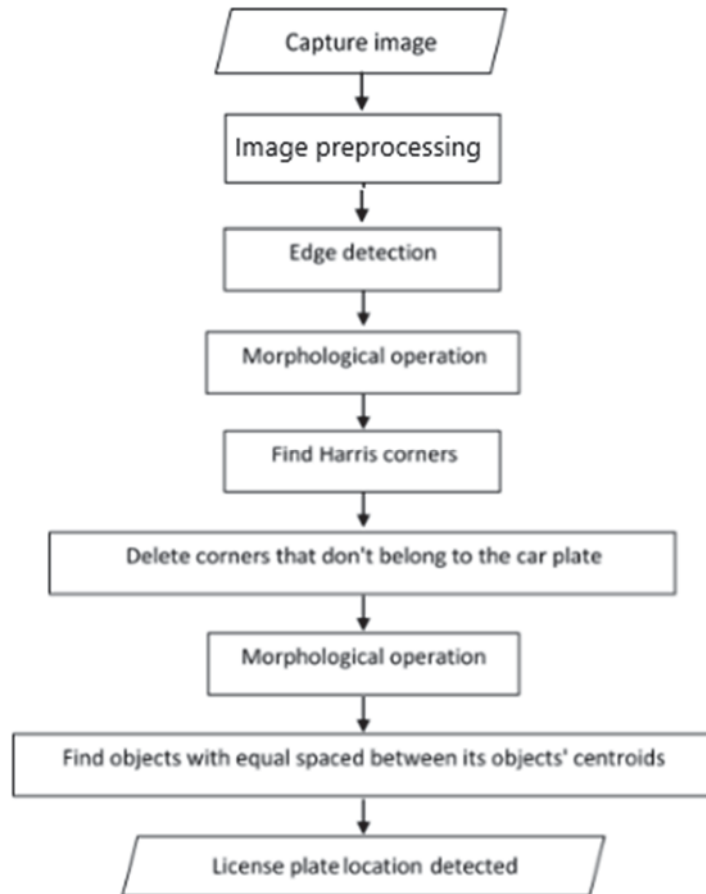 Capture image
Image preprocessing
Edge detection
Morphological operation
Find Harris corners
Delete corners that don't belong to the car plate
Morphological operation
Find objects with equal spaced between its objects' centroids
License plate location detected